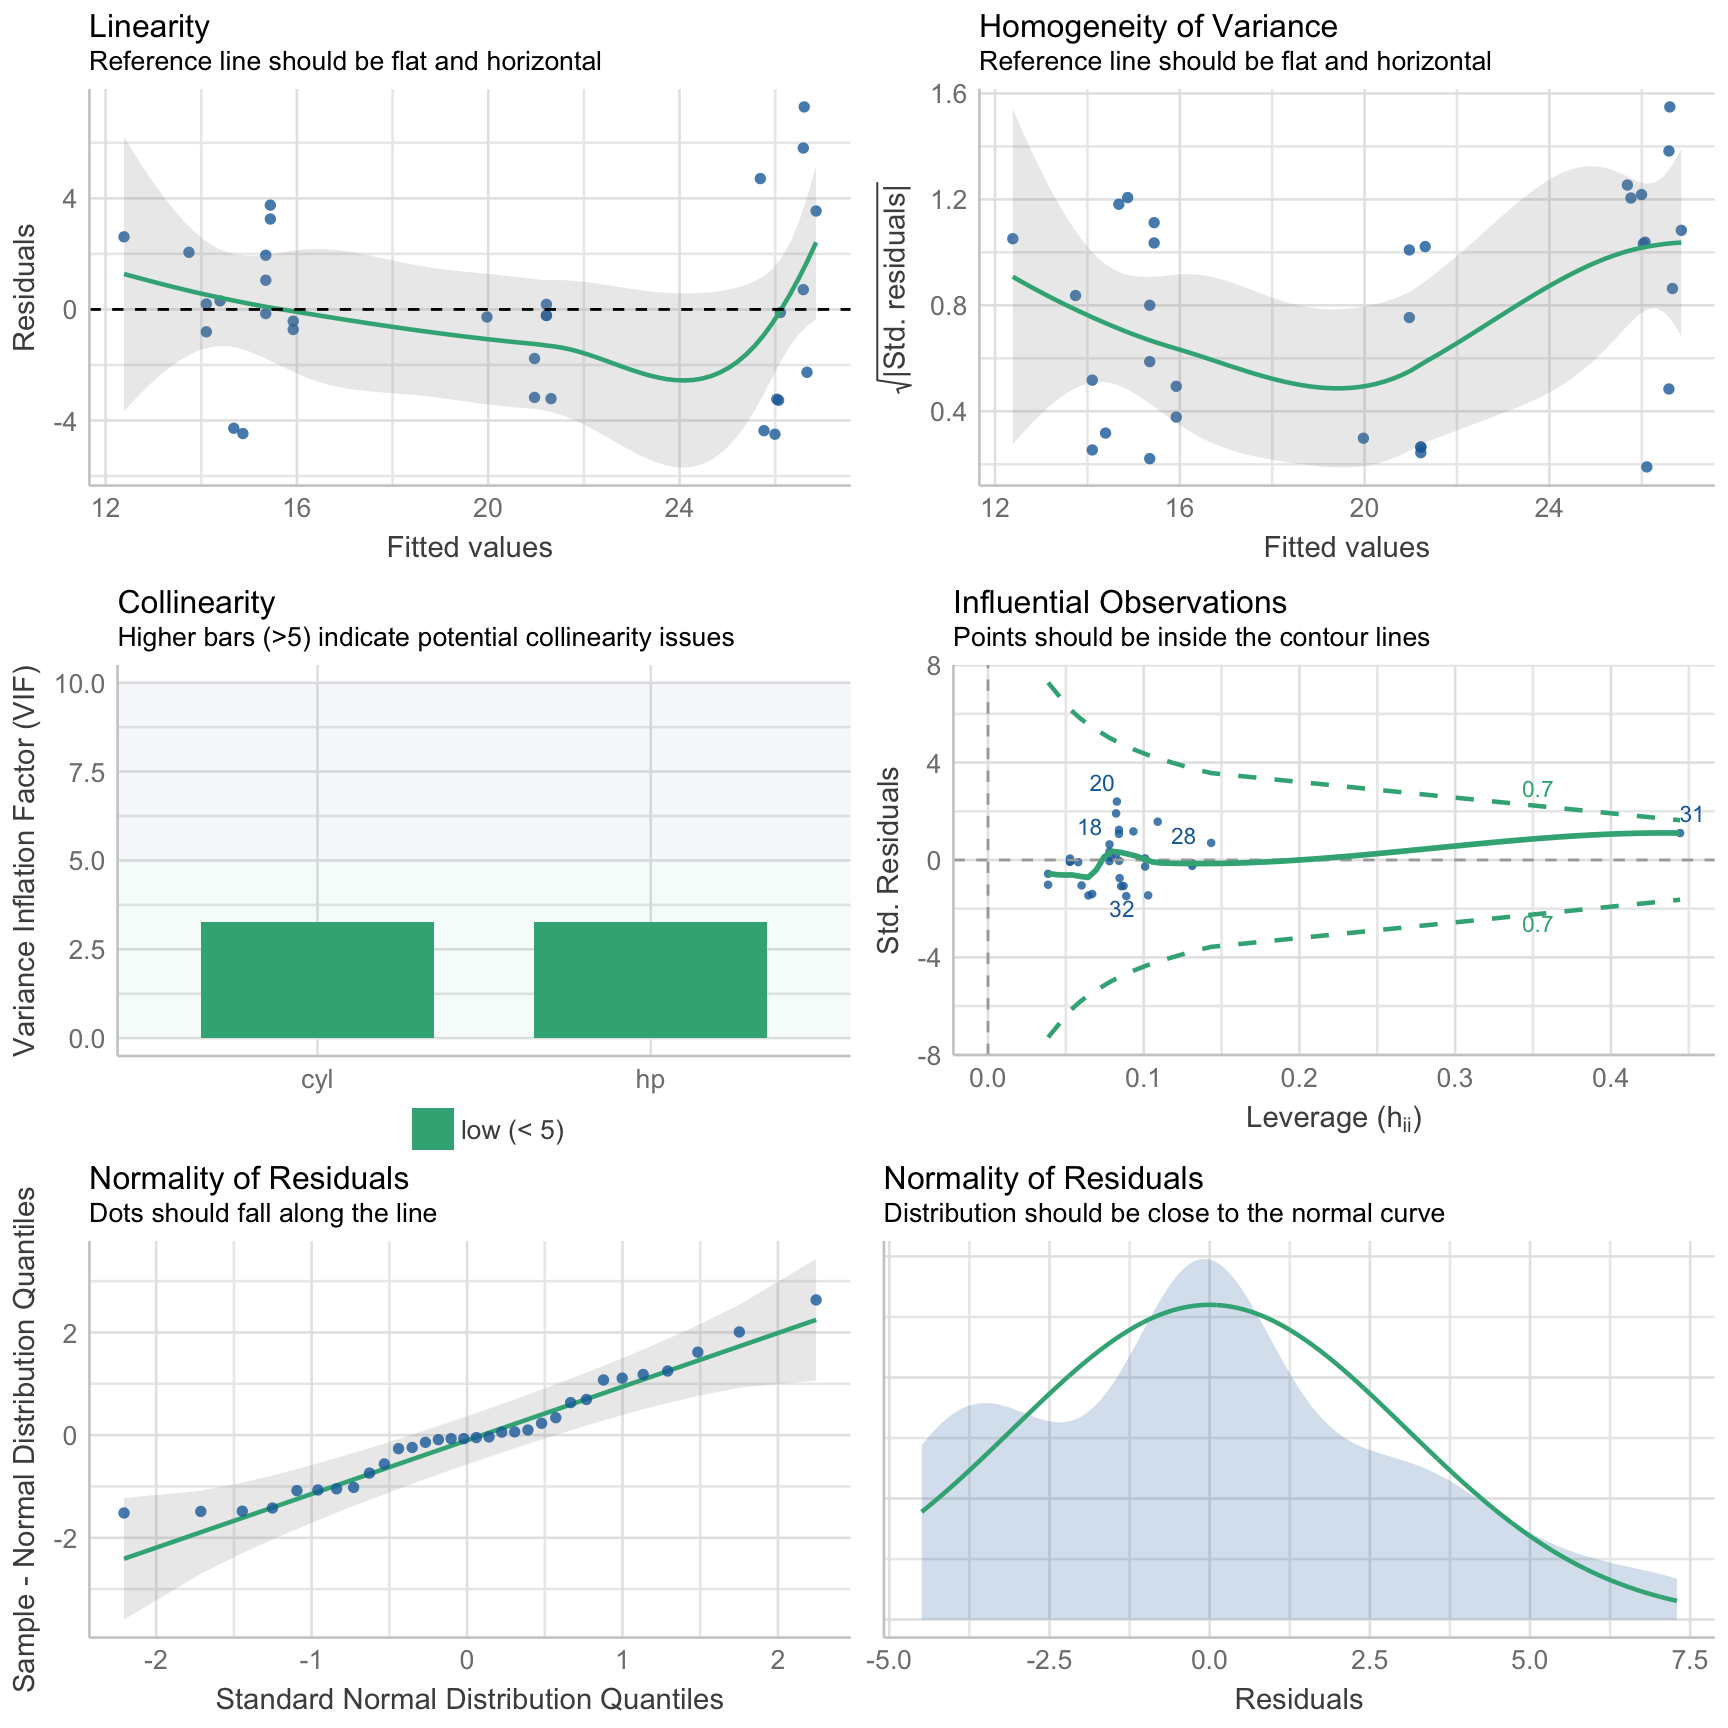 Linearity
Reference line should be flat and horizontal
Residuals
4
0
-4
12
16
20
24
Fitted values
Homogeneity of Variance
Reference line should be flat and horizontal
√|Std. residuals|
1.6
1.2
0.8
0.4
12
16
20
24
Fitted values
Collinearity
Higher bars (>5) indicate potential collinearity issues
Variance Inflation Factor (VIF)
10.0
7.5
5.0
2.5
0.0
cyl
hp
low (< 5)
Influential Observations
Points should be inside the contour lines
Std. Residuals
8
4
0
-4
-8
20
18
28
32
31
0.7
0.7
0.0
0.1
0.2
0.3
0.4
Leverage (hᵢᵢ)
Normality of Residuals
Dots should fall along the line
Sample - Normal Distribution Quantiles
2
0
-2
-2
-1
0
1
2
Standard Normal Distribution Quantiles
Normality of Residuals
Distribution should be close to the normal curve
-5.0
-2.5
0.0
2.5
5.0
7.5
Residuals